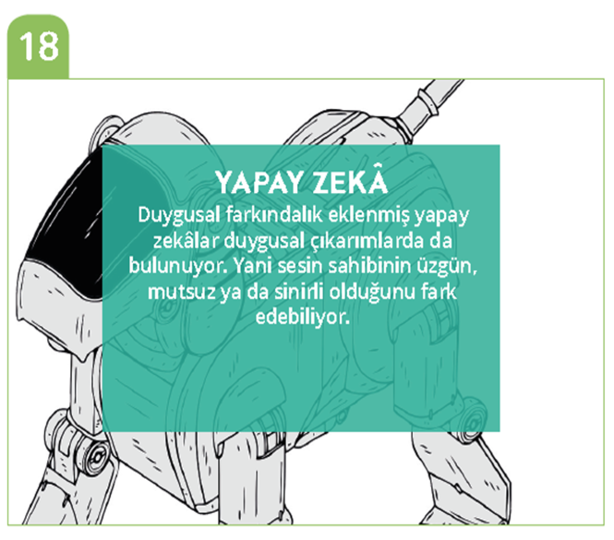 18
YAPAY ZEKÂ
Duygusal farkındalık eklenmiş yapay
zekâlar duygusal çıkarımlarda da
bulunuyor. Yani sesin sahibinin üzgün,
mutsuz ya da sinirli olduğunu fark
edebiliyor.